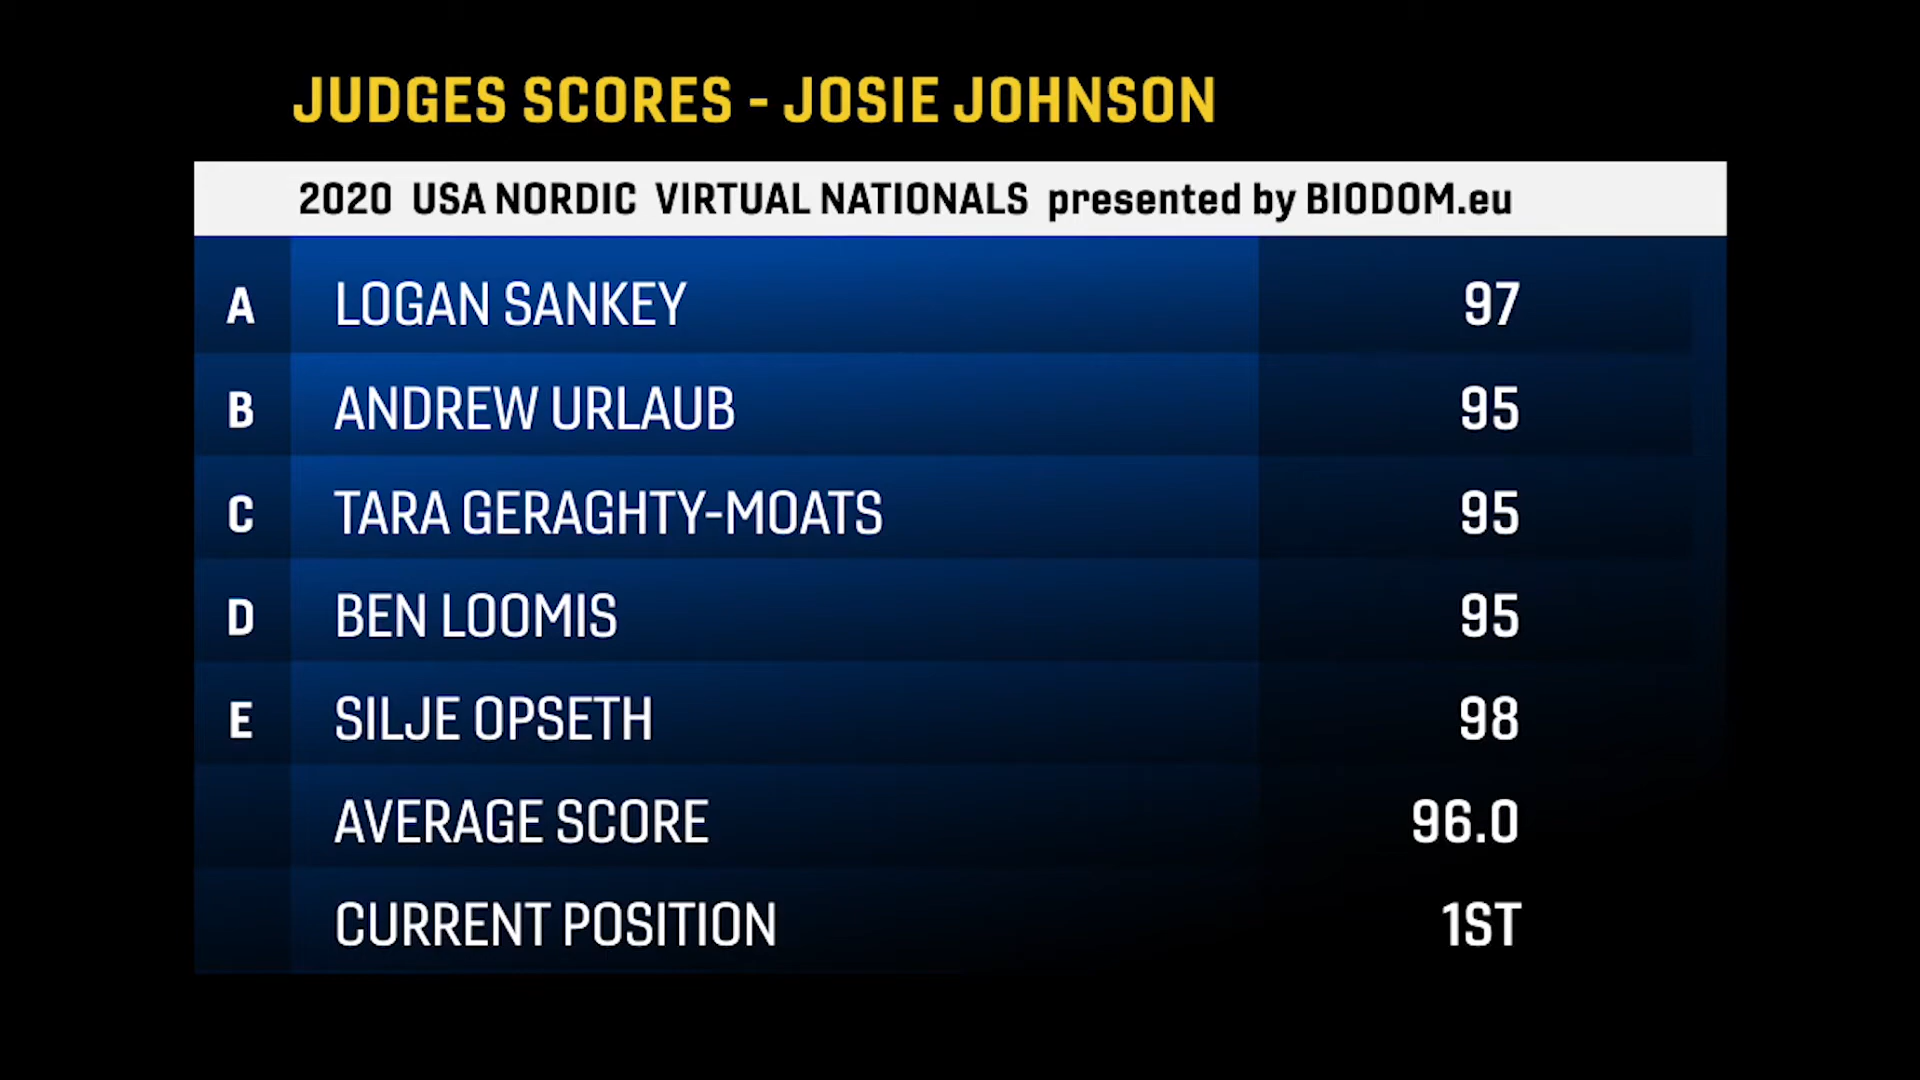 JUDGES SCORES - JOSIE JOHNSON
2020 USA NORDIC VIRTUAL NATIONALS presented by BIODOM.eu
A LOGAN SANKEY 97
B ANDREW URLAUB 95
C TARA GERAGHTY-MOATS 95
D BEN LOOMIS 95
E SILJE OPSETH 98
AVERAGE SCORE 96.0
CURRENT POSITION 1ST